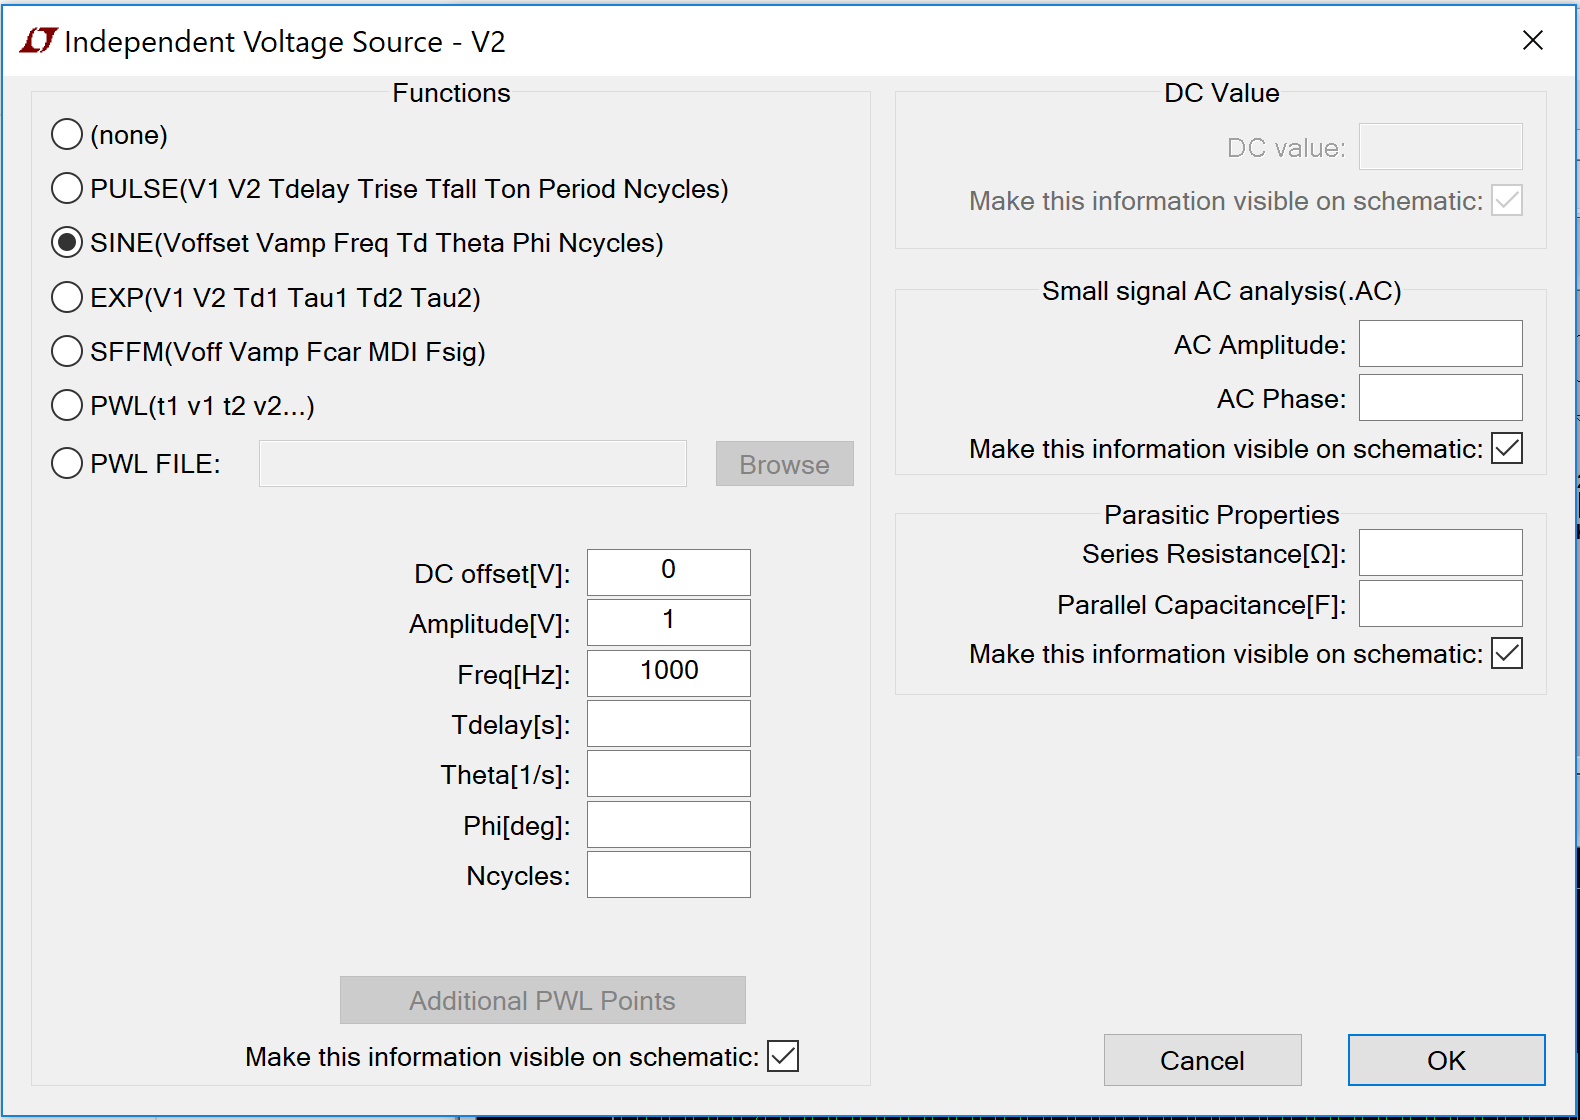 Independent Voltage Source - V2
Functions
(none)
PULSE(V1 V2 Tdelay Trise Tfall Ton Period Ncycles)
SINE(Voffset Vamp Freq Td Theta Phi Ncycles)
EXP(V1 V2 Td1 Tau1 Td2 Tau2)
SFFM(Voff Vamp Fcar MDI Fsig)
PWL(t1 v1 t2 v2...)
PWL FILE:
Browse
DC offset[V]: 0
Amplitude[V]: 1
Freq[Hz]: 1000
Tdelay[s]:
Theta[1/s]:
Phi[deg]:
Ncycles:
Additional PWL Points
Make this information visible on schematic:
DC Value
DC value:
Make this information visible on schematic:
Small signal AC analysis(.AC)
AC Amplitude:
AC Phase:
Make this information visible on schematic:
Parasitic Properties
Series Resistance[Ω]:
Parallel Capacitance[F]:
Make this information visible on schematic:
Cancel
OK